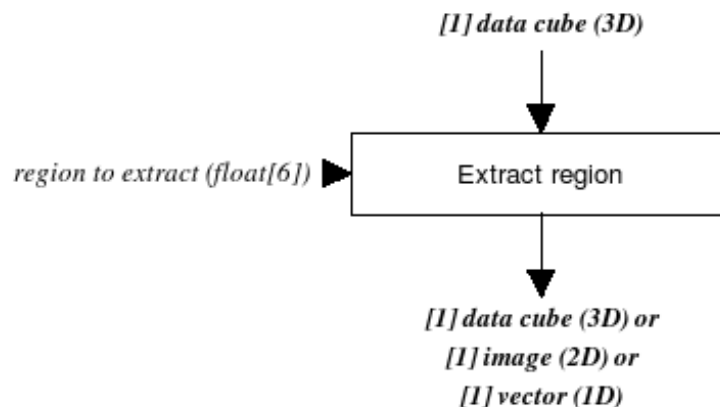 [1] data cube (3D)
region to extract (float[6])
Extract region
[1] data cube (3D) or
[1] image (2D) or
[1] vector (1D)